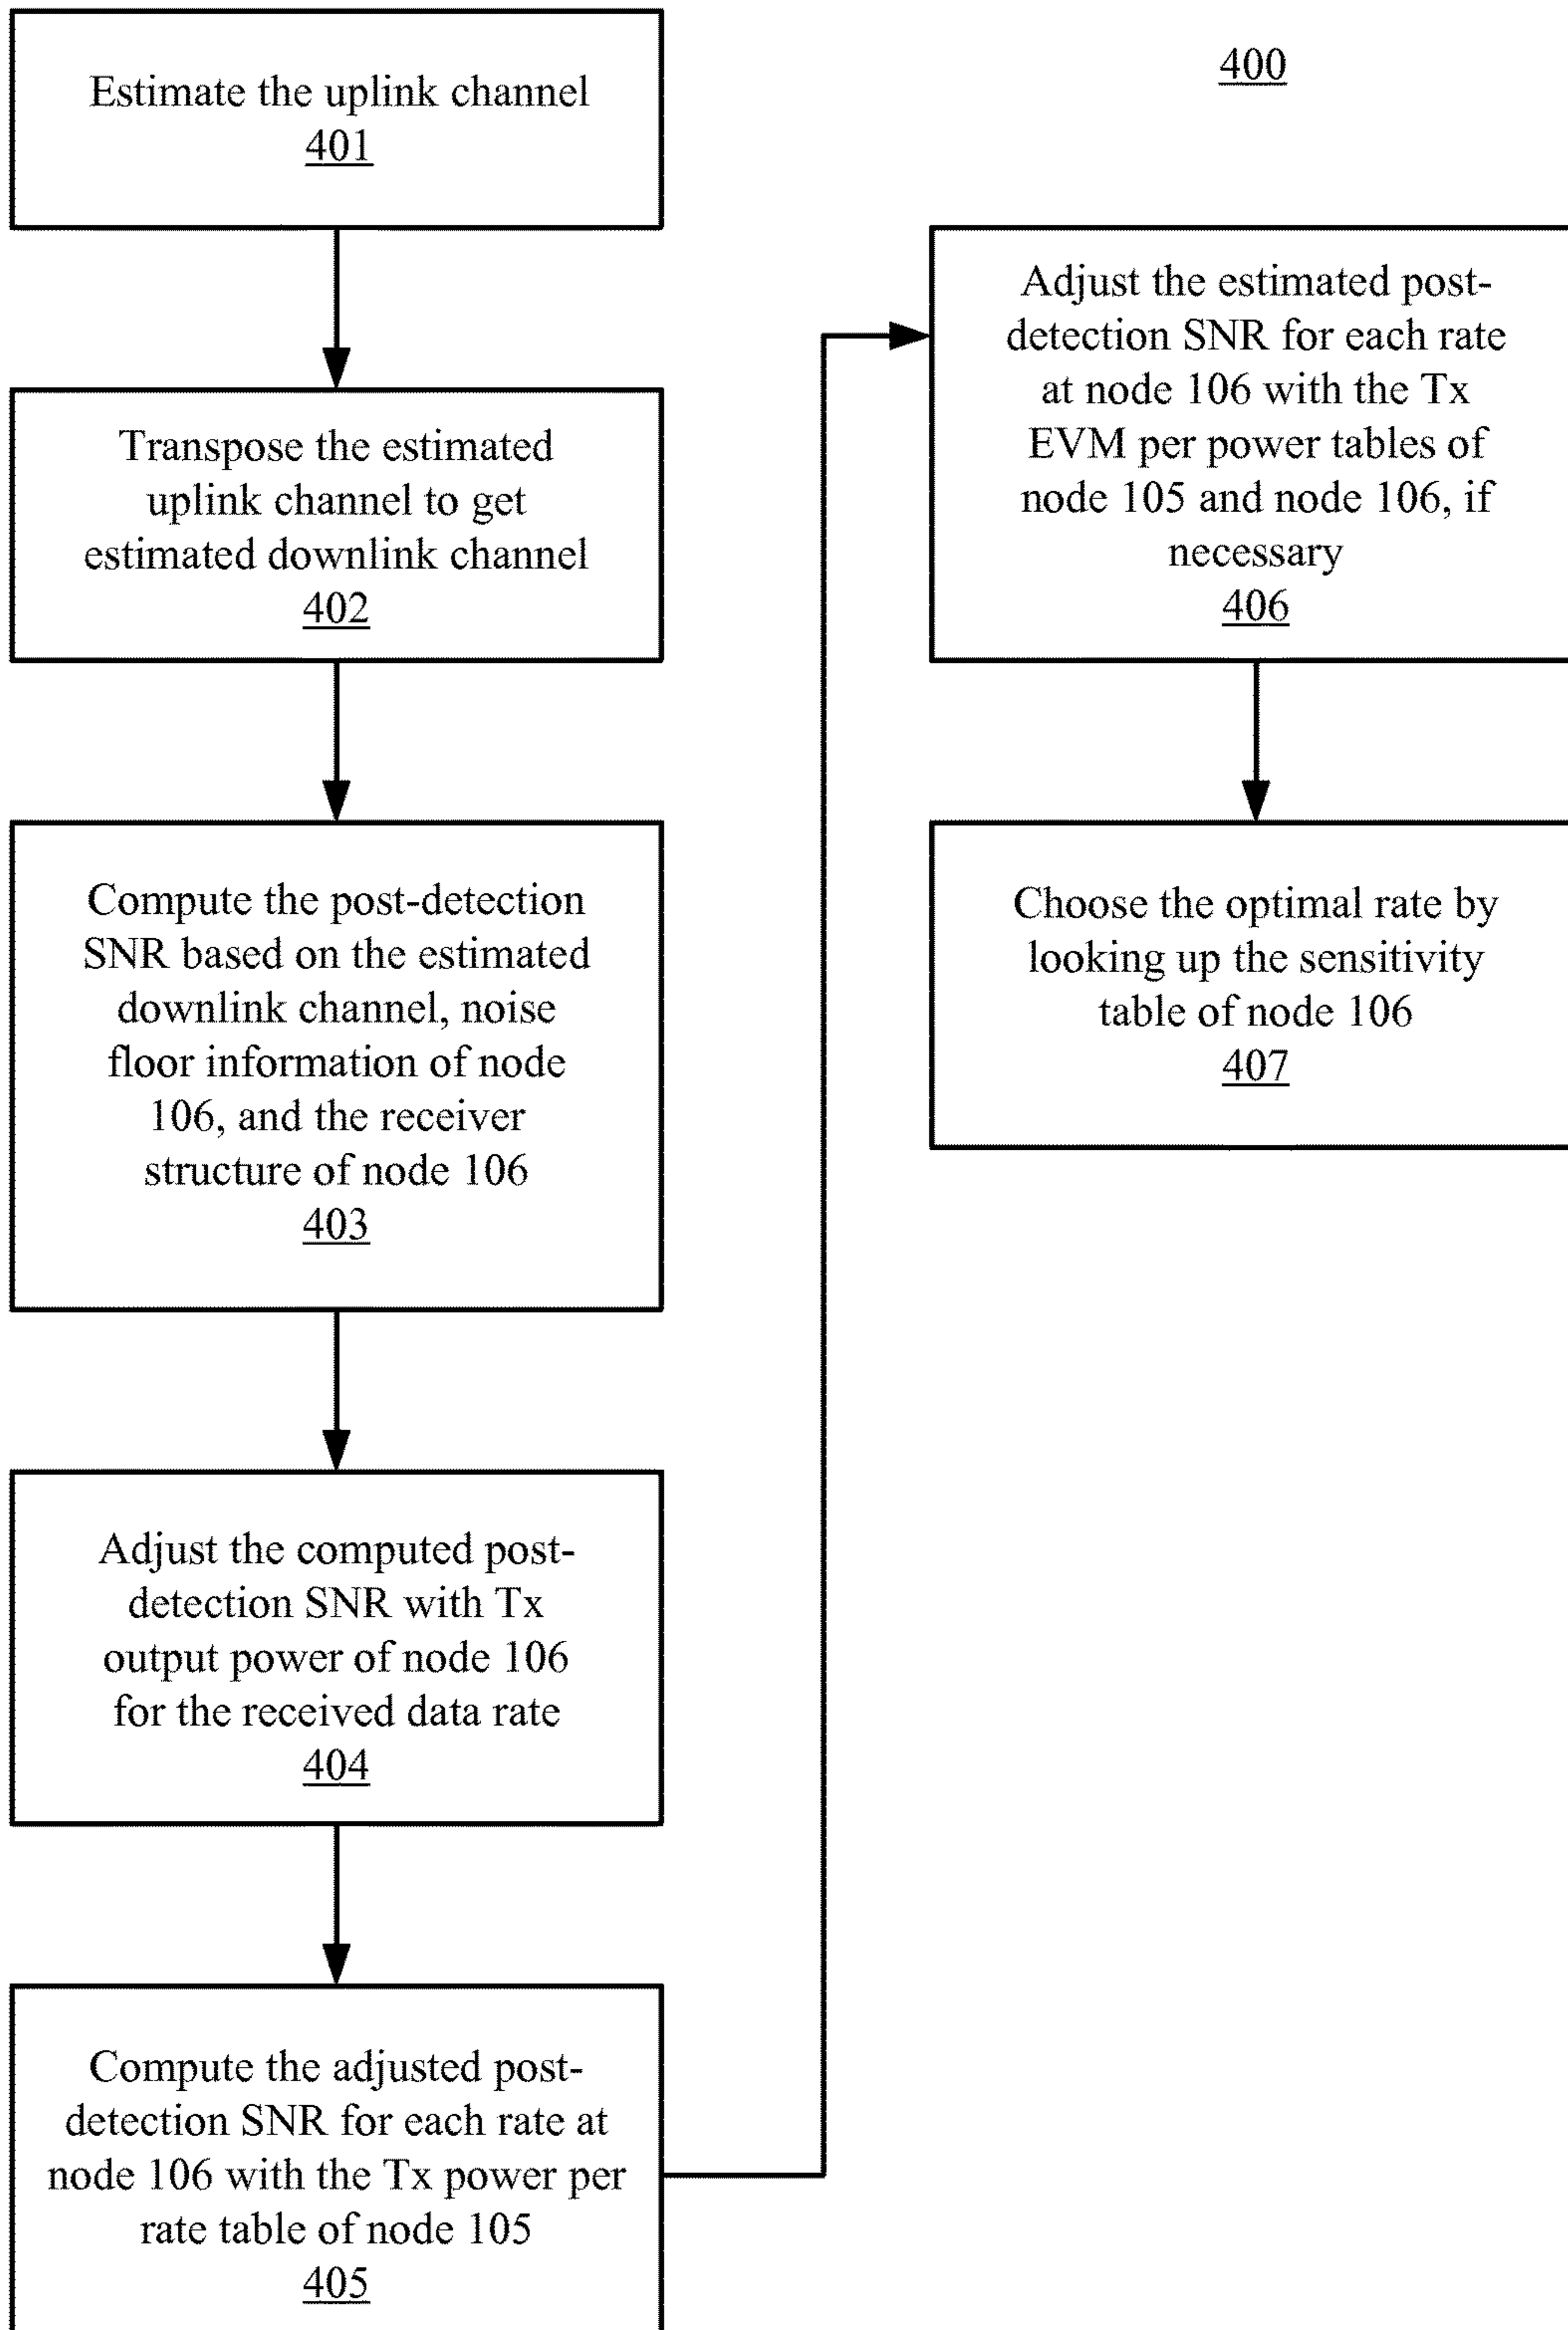 400
Estimate the uplink channel
401
Transpose the estimated
uplink channel to get
estimated downlink channel
402
Compute the post-detection
SNR based on the estimated
downlink channel, noise
floor information of node
106, and the receiver
structure of node 106
403
Adjust the computed post-
detection SNR with Tx
output power of node 106
for the received data rate
404
Compute the adjusted post-
detection SNR for each rate at
node 106 with the Tx power per
rate table of node 105
405
Adjust the estimated post-
detection SNR for each rate
at node 106 with the Tx
EVM per power tables of
node 105 and node 106, if
necessary
406
Choose the optimal rate by
looking up the sensitivity
table of node 106
407